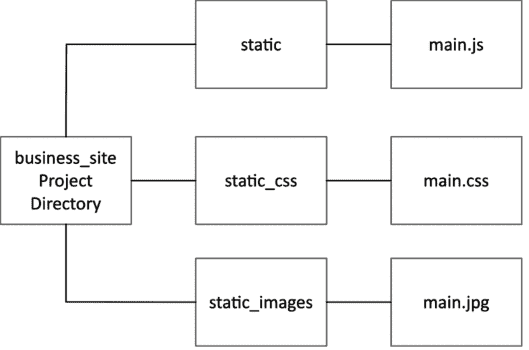 static
main.js
business_site
Project
Directory
static_css
main.css
static_images
main.jpg